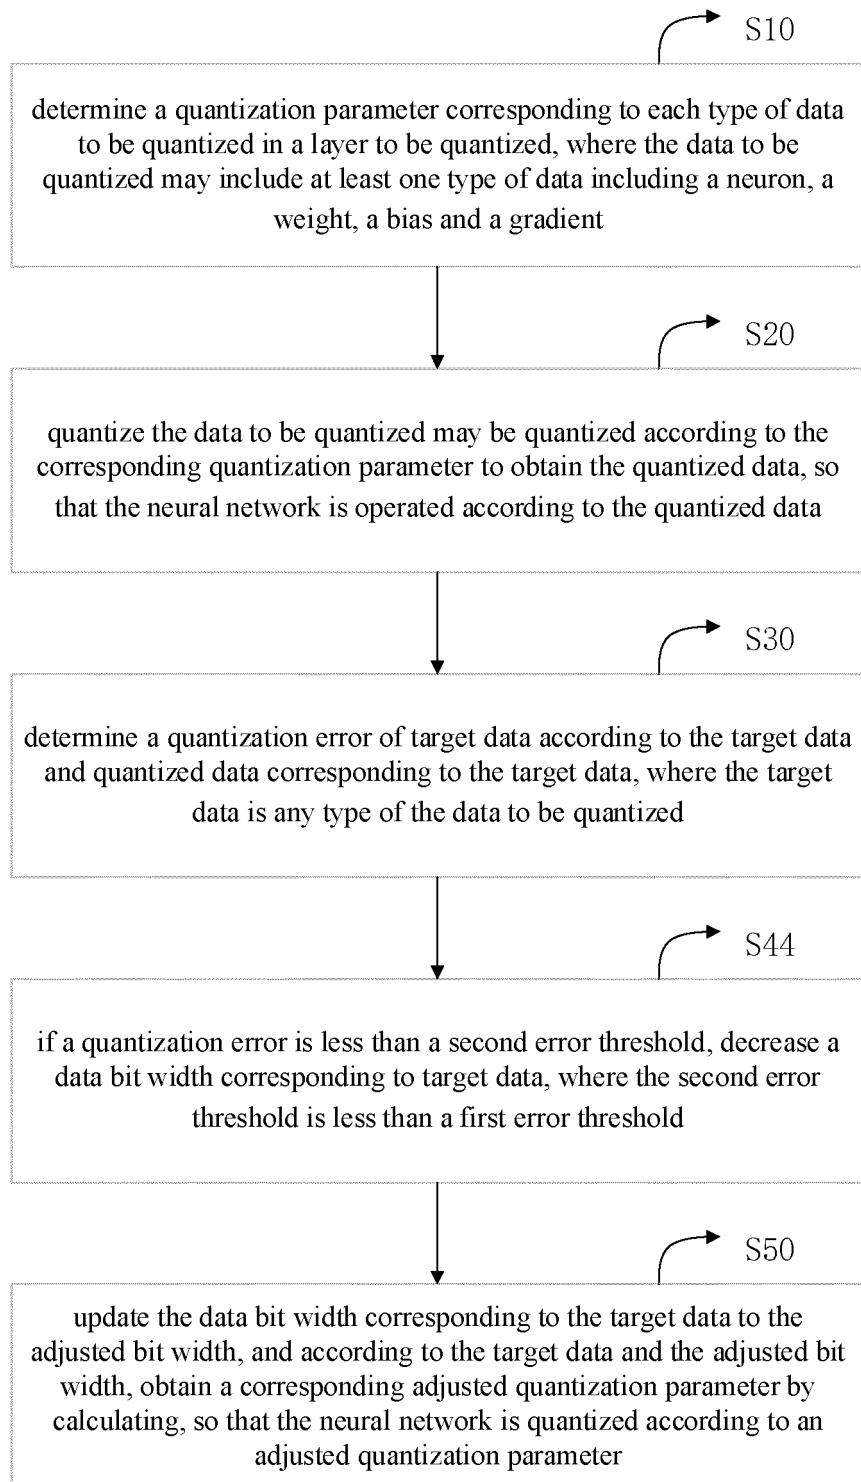 S10
determine a quantization parameter corresponding to each type of data
to be quantized in a layer to be quantized, where the data to be
quantized may include at least one type of data including a neuron, a
weight, a bias and a gradient
S20
quantize the data to be quantized may be quantized according to the
corresponding quantization parameter to obtain the quantized data, so
that the neural network is operated according to the quantized data
S30
determine a quantization error of target data according to the target data
and quantized data corresponding to the target data, where the target
data is any type of the data to be quantized
S44
if a quantization error is less than a second error threshold, decrease a
data bit width corresponding to target data, where the second error
threshold is less than a first error threshold
S50
update the data bit width corresponding to the target data to the
adjusted bit width, and according to the target data and the adjusted bit
width, obtain a corresponding adjusted quantization parameter by
calculating, so that the neural network is quantized according to an
adjusted quantization parameter